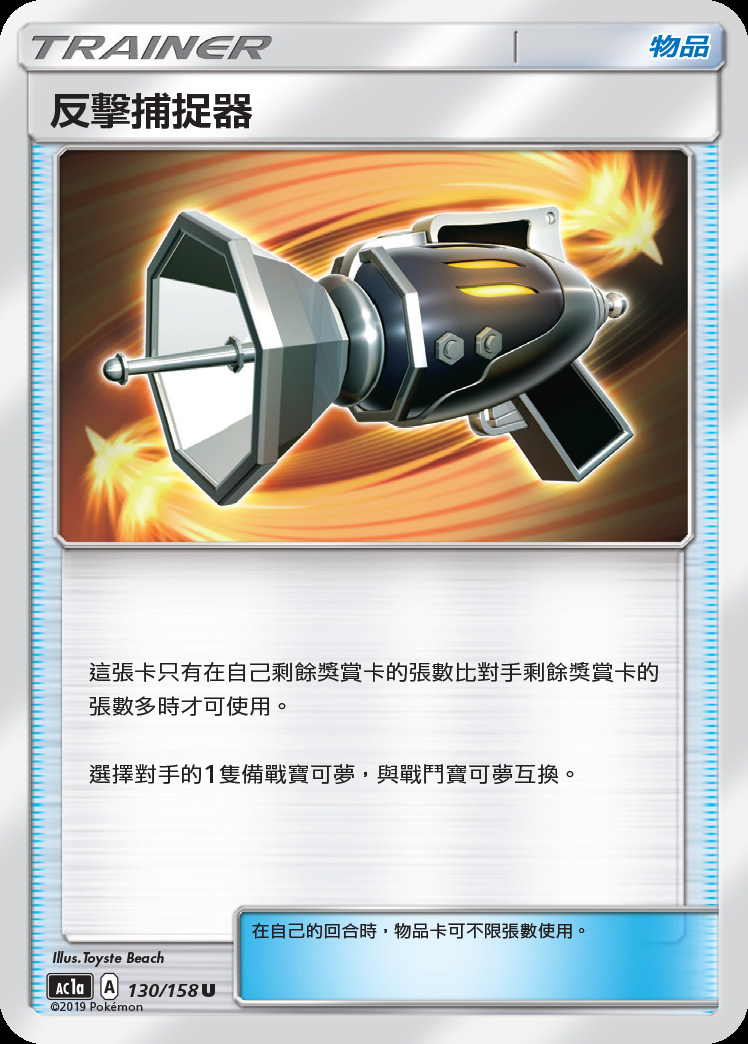 TRAINER
物品
反擊捕捉器
這張卡只有在自己剩餘獎賞卡的張數比對手剩餘獎賞卡的
張數多時才可使用。
選擇對手的1隻備戰寶可夢，與戰鬥寶可夢互換。
在自己的回合時，物品卡可不限張數使用。
Illus.Toyste Beach
AC1a A 130/158 U
©2019 Pokémon